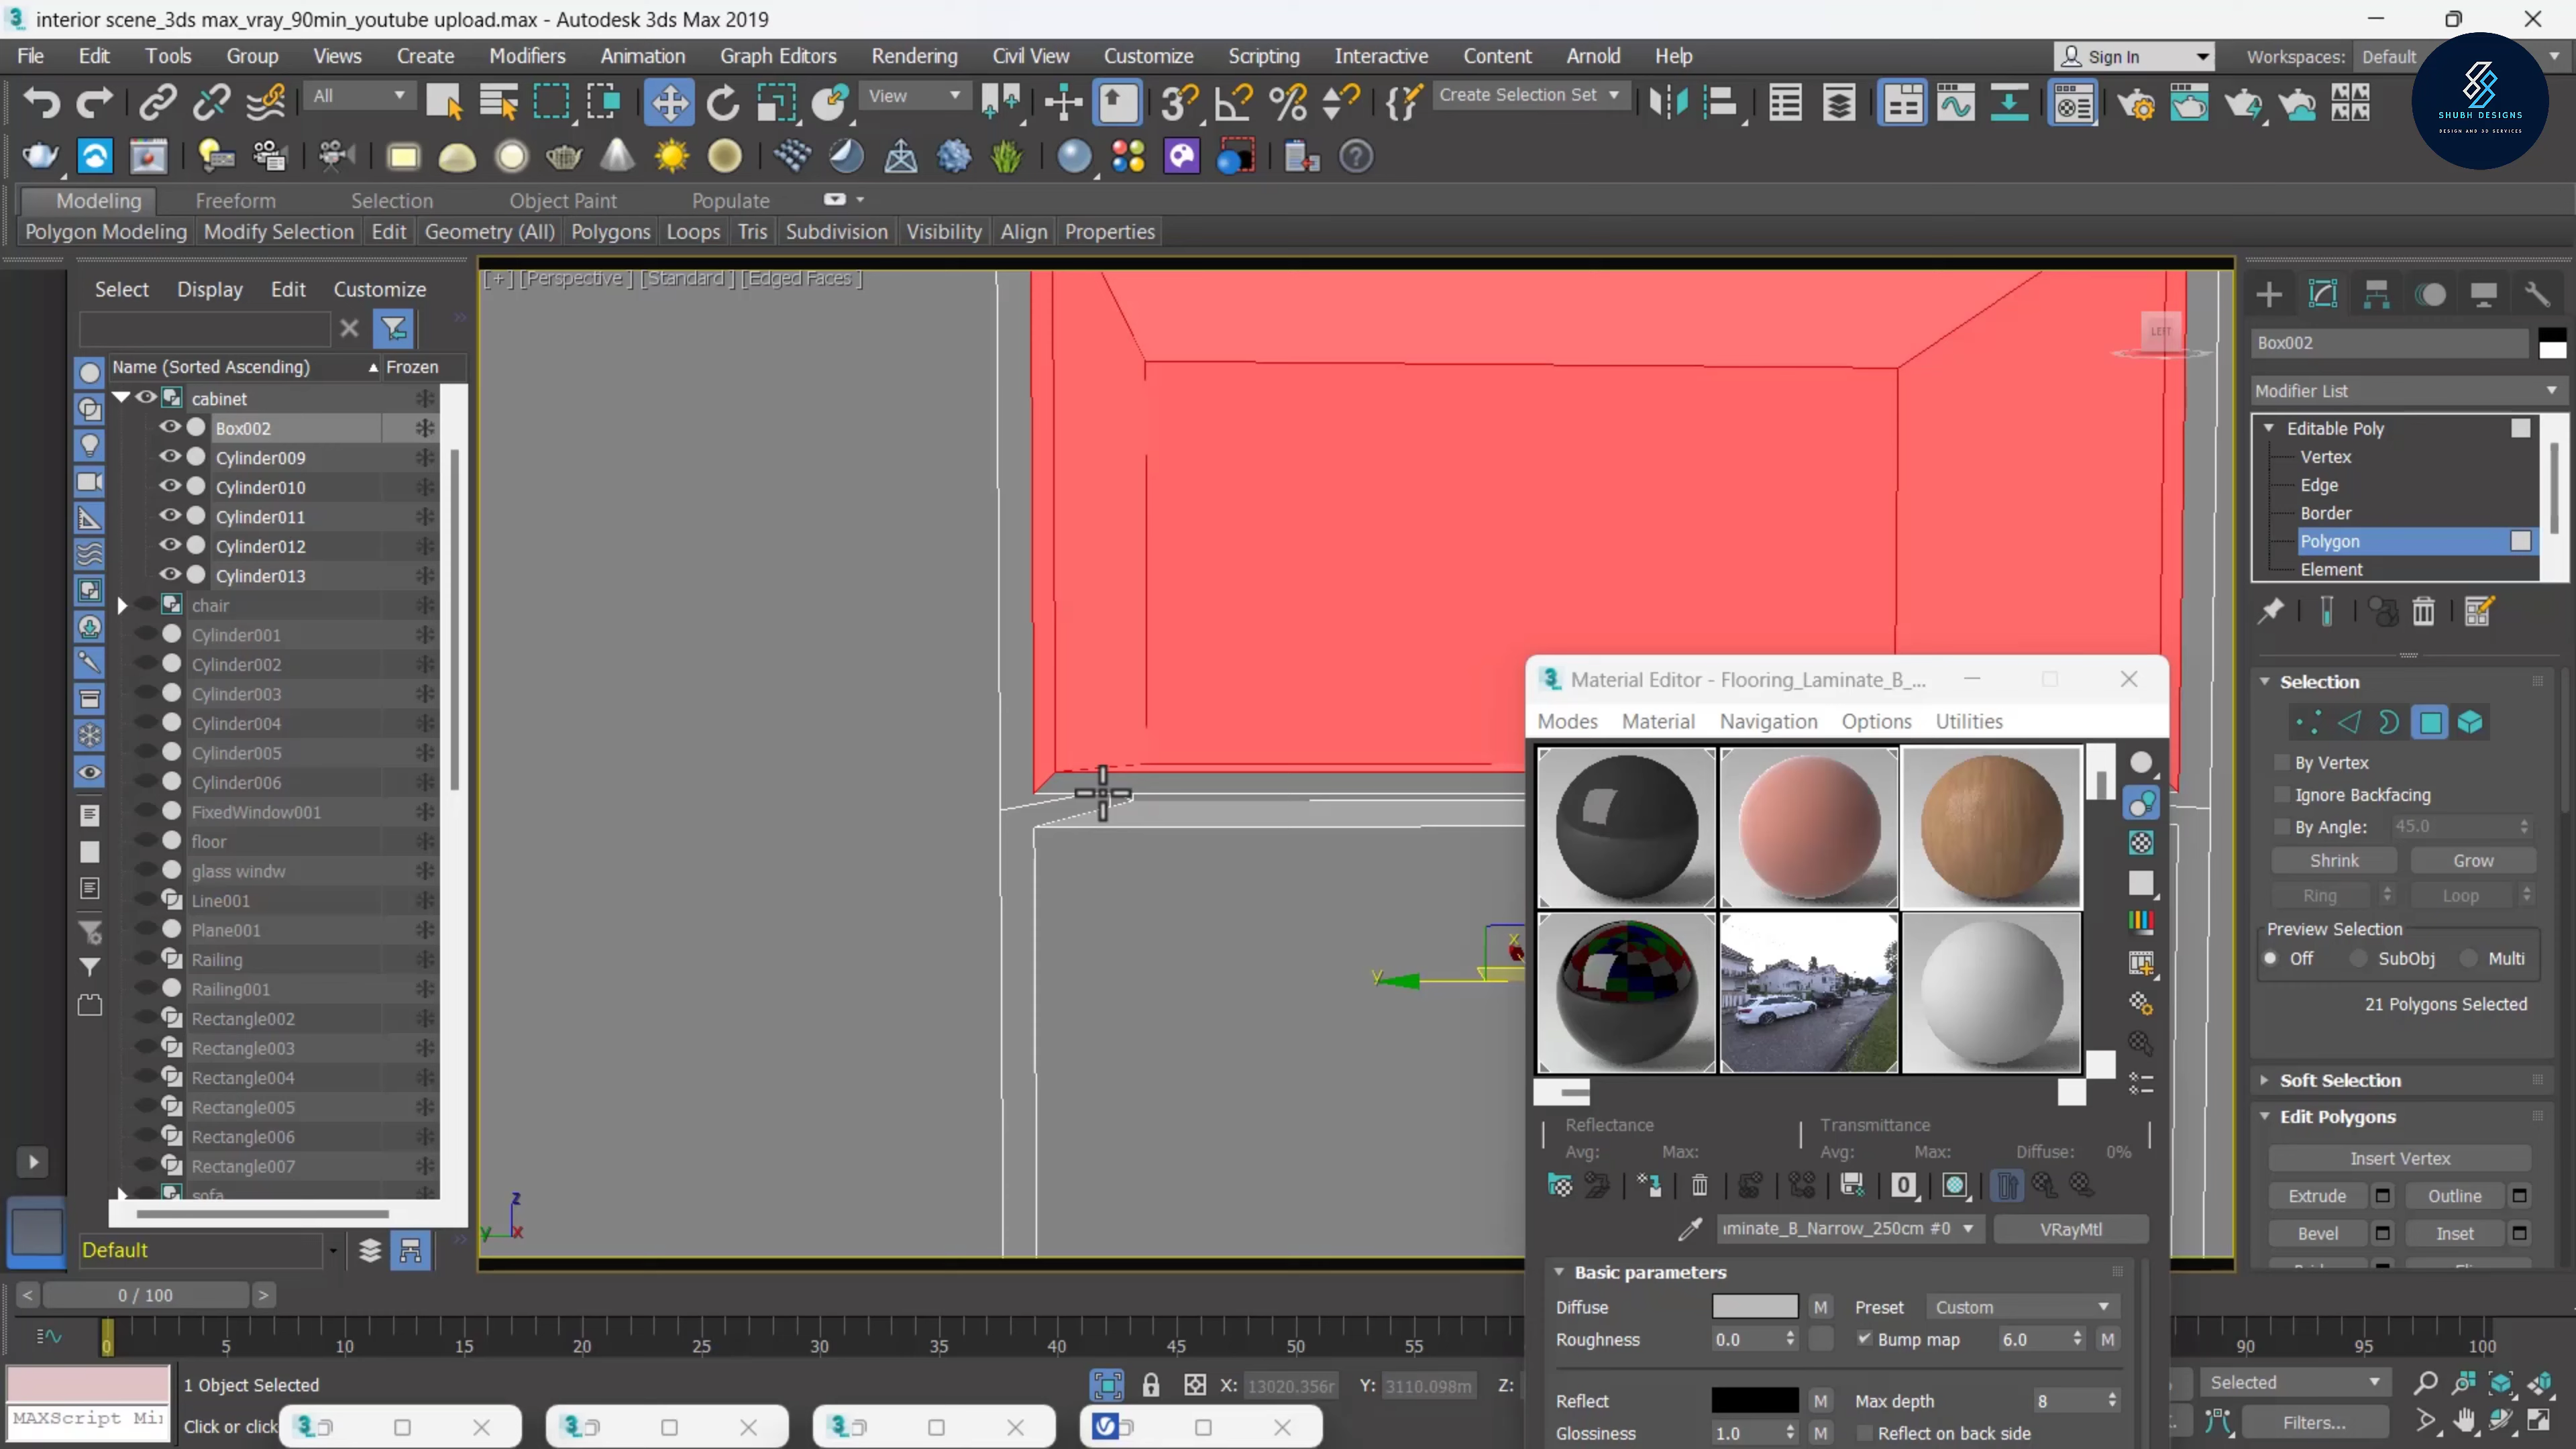 interior scene_3ds max_vray_90min_youtube upload.max - Autodesk 3ds Max 2019
File Edit Tools Group Views Create Modifiers Animation Graph Editors Rendering Civil View Customize Scripting Interactive Content Arnold Help
Sign In
Workspaces: Default
SHUBH DESIGNS
DESIGN AND 3D SERVICES
All
View
Create Selection Set
Modeling Freeform Selection Object Paint Populate
Polygon Modeling Modify Selection Edit Geometry (All) Polygons Loops Tris Subdivision Visibility Align Properties
Select Display Edit Customize
Name (Sorted Ascending) Frozen
cabinet
Box002
Cylinder009
Cylinder010
Cylinder011
Cylinder012
Cylinder013
chair
Cylinder001
Cylinder002
Cylinder003
Cylinder004
Cylinder005
Cylinder006
FixedWindow001
floor
glass windw
Line001
Plane001
Railing
Railing001
Rectangle002
Rectangle003
Rectangle004
Rectangle005
Rectangle006
Rectangle007
sofa
Default
[+] [Perspective ] [Standard ] [Edged Faces ]
LEFT
y
x
z
y
x
Material Editor - Flooring_Laminate_B_...
Modes Material Navigation Options Utilities
Reflectance Transmittance
Avg: Max: Avg: Max: Diffuse: 0%
0
minate_B_Narrow_250cm #0 VRayMtl
Basic parameters
Diffuse M Preset Custom
Roughness 0.0 Bump map 6.0 M
Reflect M Max depth 8
Glossiness 1.0 M Reflect on back side
Box002
Modifier List
Editable Poly
Vertex
Edge
Border
Polygon
Element
Selection
By Vertex
Ignore Backfacing
By Angle: 45.0
Shrink Grow
Ring Loop
Preview Selection
Off SubObj Multi
21 Polygons Selected
Soft Selection
Edit Polygons
Insert Vertex
Extrude Outline
Bevel Inset
< 0 / 100 >
0 5 10 15 20 25 30 35 40 45 50 55 90 95 100
1 Object Selected
X: 13020.356r Y: 3110.098m Z:
Selected
MAXScript Mi
Click or click
Filters...